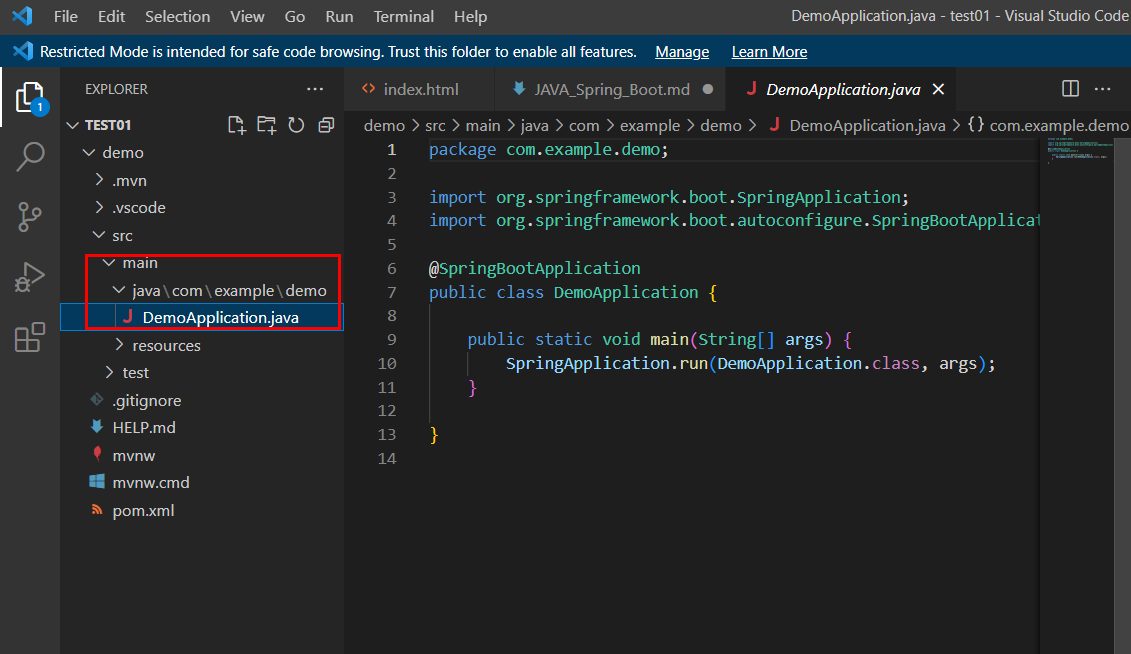 File Edit Selection View Go Run Terminal Help DemoApplication.java - test01 - Visual Studio Code
Restricted Mode is intended for safe code browsing. Trust this folder to enable all features. Manage Learn More
EXPLORER ... index.html JAVA_Spring_Boot.md DemoApplication.java ...
1
TEST01
demo > src > main > java > com > example > demo > DemoApplication.java > {} com.example.demo
demo
.mvn
.vscode
src
main
java\com\example\demo
DemoApplication.java
resources
test
.gitignore
HELP.md
mvnw
mvnw.cmd
pom.xml
1 package com.example.demo;
2
3 import org.springframework.boot.SpringApplication;
4 import org.springframework.boot.autoconfigure.SpringBootApplicat
5
6 @SpringBootApplication
7 public class DemoApplication {
8
9 public static void main(String[] args) {
10 SpringApplication.run(DemoApplication.class, args);
11 }
12
13 }
14